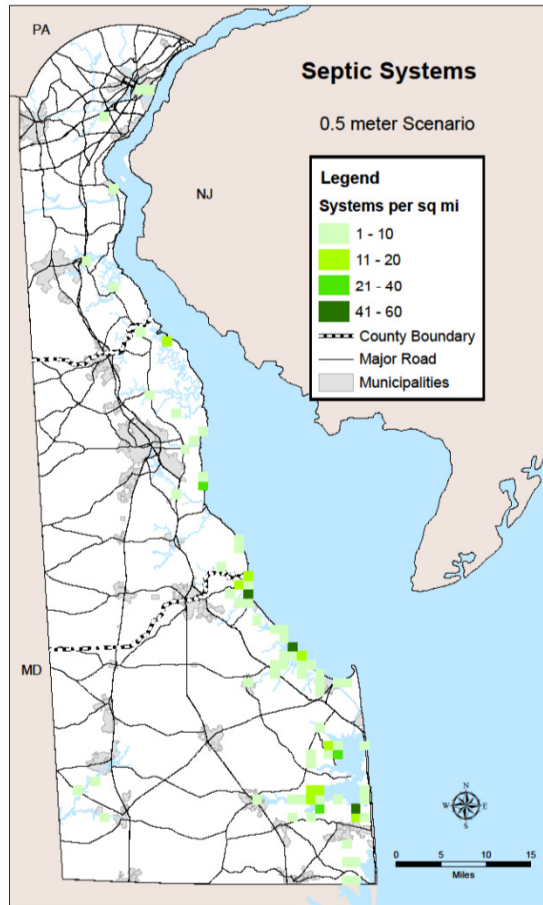 PA
Septic Systems
0.5 meter Scenario
NJ
Legend
Systems per sq mi
1 - 10
11 - 20
21 - 40
41 - 60
County Boundary
Major Road
Municipalities
MD
N
W E
S
0 5 10 15
Miles